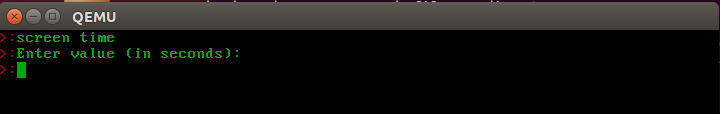 QEMU
>:screen time
>:Enter value (in seconds):
>: